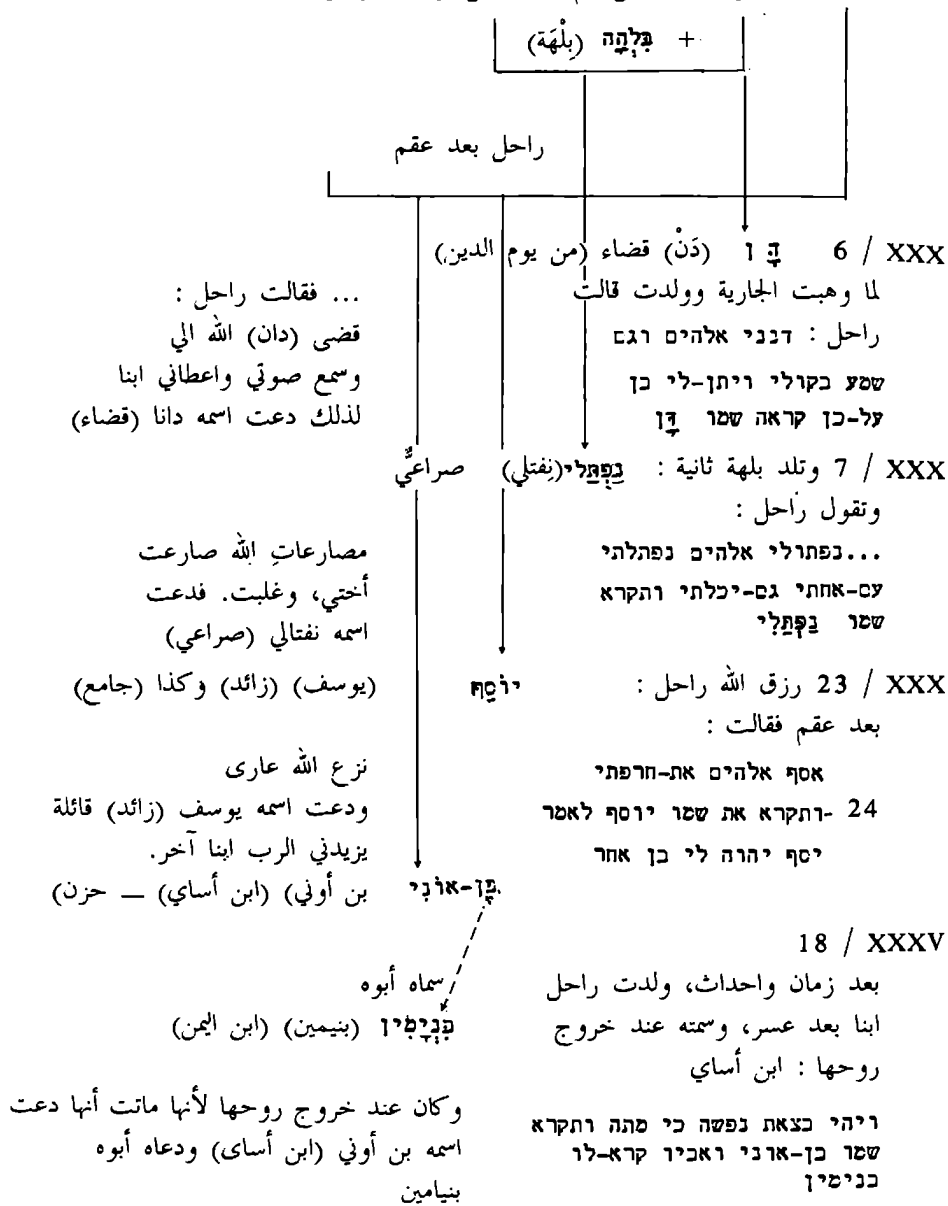 + בִּלְהָה (بِلْهَة)
راحل بعد عقم
XXX / 6 דָּן (دَنْ) قضاء (من يوم الدين)
لما وهبت الجارية وولدت قالت
راحل : דנני אלהים וגם
שמע בקולי ויתן-לי בן
על-כן קראה שמו דָּן
... فقالت راحل :
قضى (دان) الله الي
وسمع صوتي واعطاني ابنا
لذلك دعت اسمه دانا (قضاء)
XXX / 7 وتلد بلهة ثانية : נַפְתָּלִי (نِفتلي) صراعيٌّ
وتقول راحل :
...נפתולי אלהים נפתלתי
עם-אחתי גם-יכלתי ותקרא
שמו נַפְתָּלִי
مصارعاتِ الله صارعت
أختي، وغلبت. فدعت
اسمه نفتالي (صراعي)
XXX / 23 رزق الله راحل : יוֹסֵף (يوسف) (زائد) وكذا (جامع)
بعد عقم فقالت :
אסף אלהים את-חרפתי
24 -ותקרא את שמו יוסף לאמר
יסף יהוה לי בן אחר
نزع الله عارى
ودعت اسمه يوسف (زائد) قائلة
يزيدني الرب ابنا آخر.
בֶּן-אוֹנִי بن أوني) (ابن أساي) — حزن)
XXXV / 18
بعد زمان واحداث، ولدت راحل
ابنا بعد عسر، وسمته عند خروج
روحها : ابن أساي
سماه أبوه
בִּנְיָמִין (بنيمين) (ابن اليمن)
ויהי בצאת נפשה כי מתה ותקרא
שמו בן-אוני ואביו קרא-לו
בנימין
وكان عند خروج روحها لأنها ماتت أنها دعت
اسمه بن أوني (ابن أساى) ودعاه أبوه
بنيامين